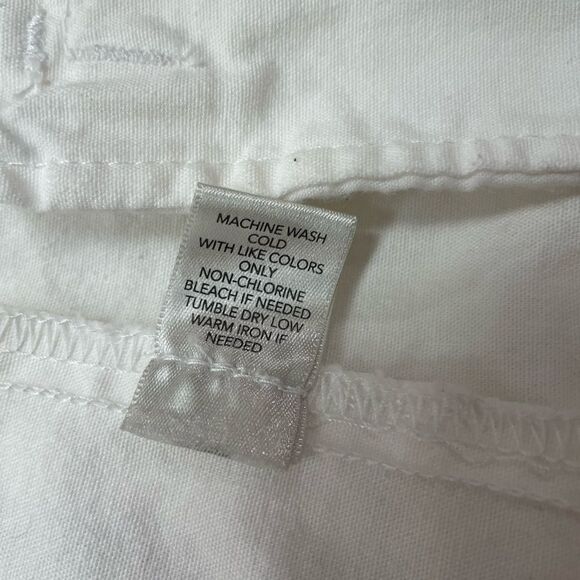 MACHINE WASH
COLD
WITH LIKE COLORS
ONLY
NON-CHLORINE
BLEACH IF NEEDED
TUMBLE DRY LOW
WARM IRON IF
NEEDED